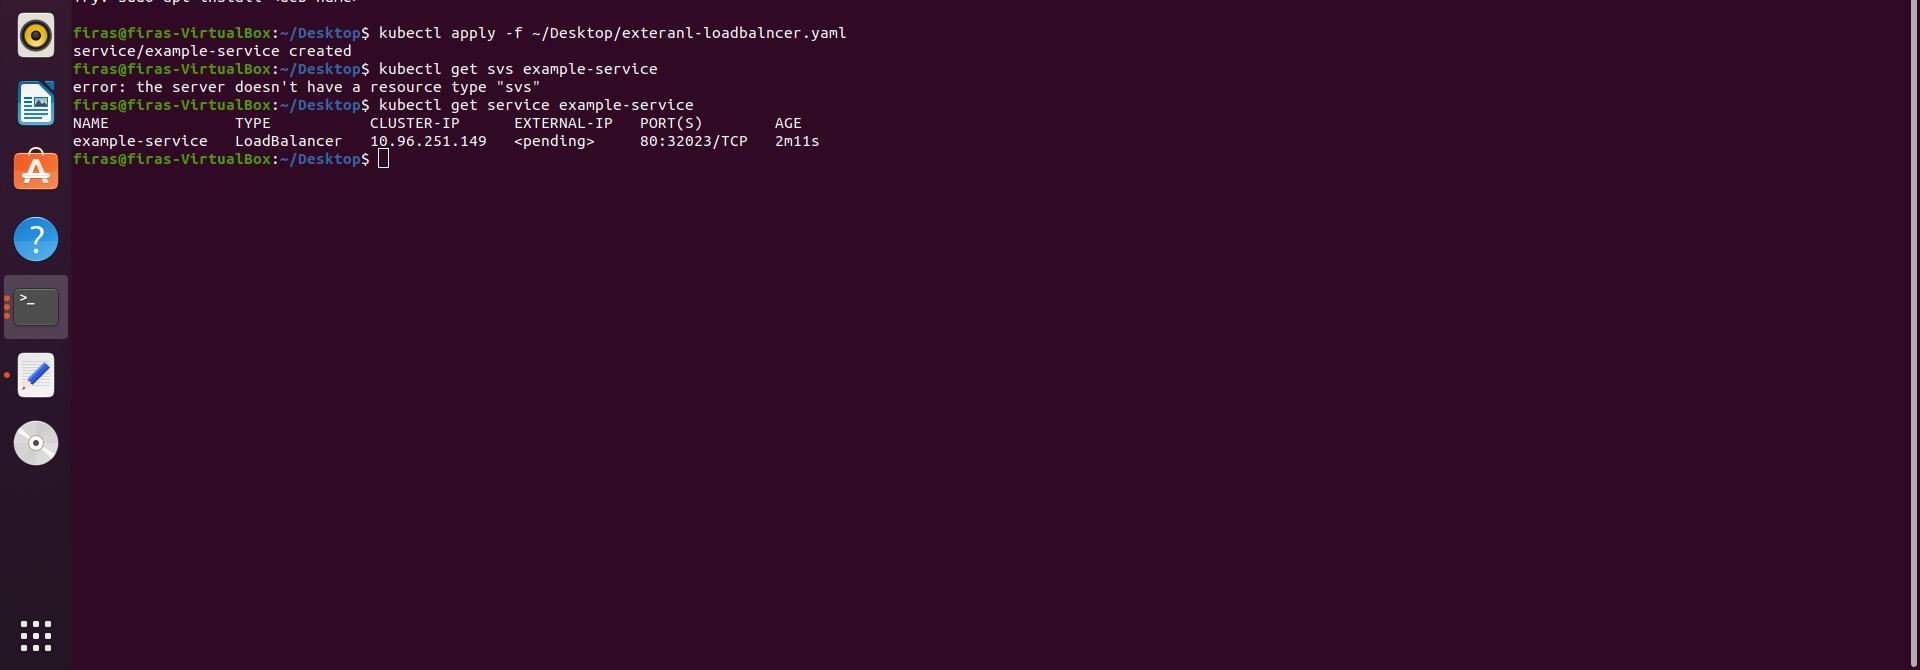 firas@firas-VirtualBox:~/Desktop$ kubectl apply -f ~/Desktop/exteranl-loadbalncer.yaml
service/example-service created
firas@firas-VirtualBox:~/Desktop$ kubectl get svs example-service
error: the server doesn't have a resource type "svs"
firas@firas-VirtualBox:~/Desktop$ kubectl get service example-service
NAME TYPE CLUSTER-IP EXTERNAL-IP PORT(S) AGE
example-service LoadBalancer 10.96.251.149 <pending> 80:32023/TCP 2m11s
firas@firas-VirtualBox:~/Desktop$